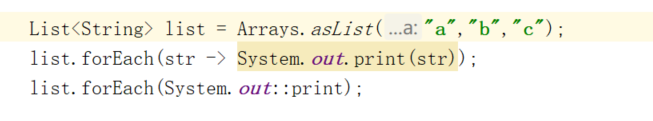 List<String> list = Arrays.asList( ...a: "a","b","c");
list.forEach(str -> System.out.print(str));
list.forEach(System.out::print);